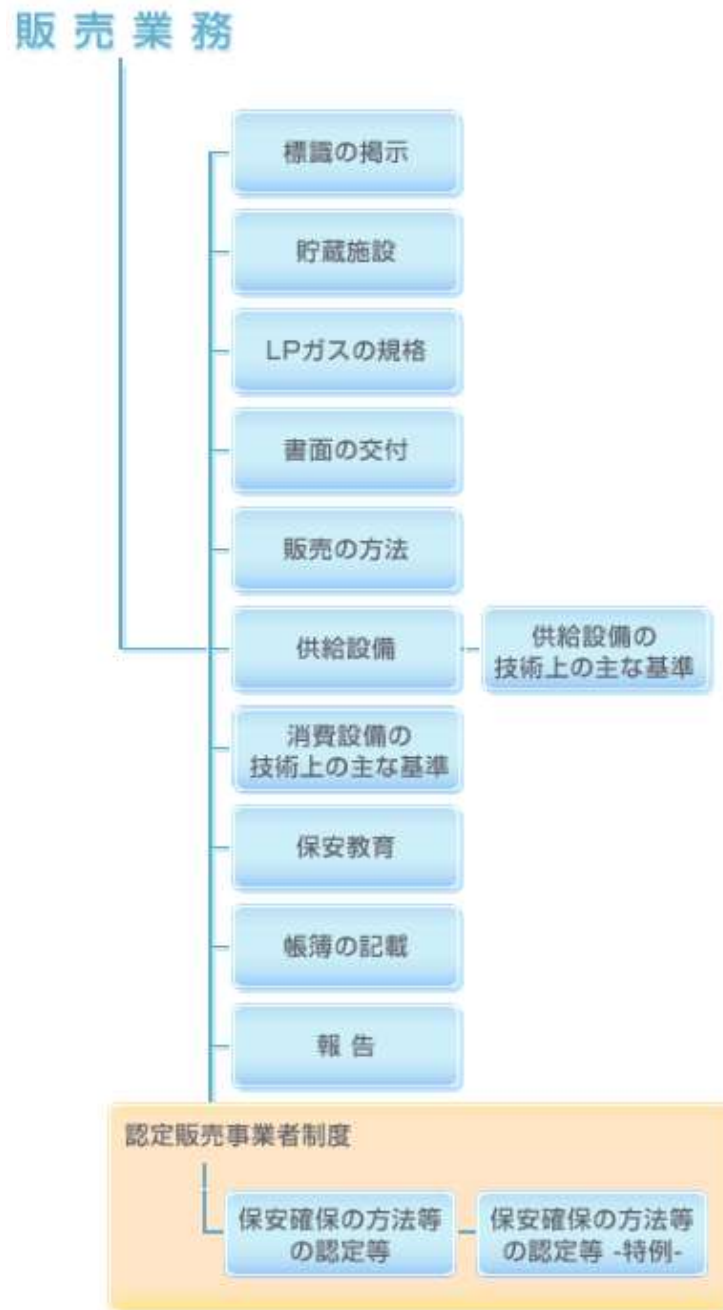 販売業務
標識の掲示
貯蔵施設
LPガスの規格
書面の交付
販売の方法
供給設備
供給設備の
技術上の主な基準
消費設備の
技術上の主な基準
保安教育
帳簿の記載
報 告
認定販売事業者制度
保安確保の方法等
の認定等
保安確保の方法等
の認定等 -特例-